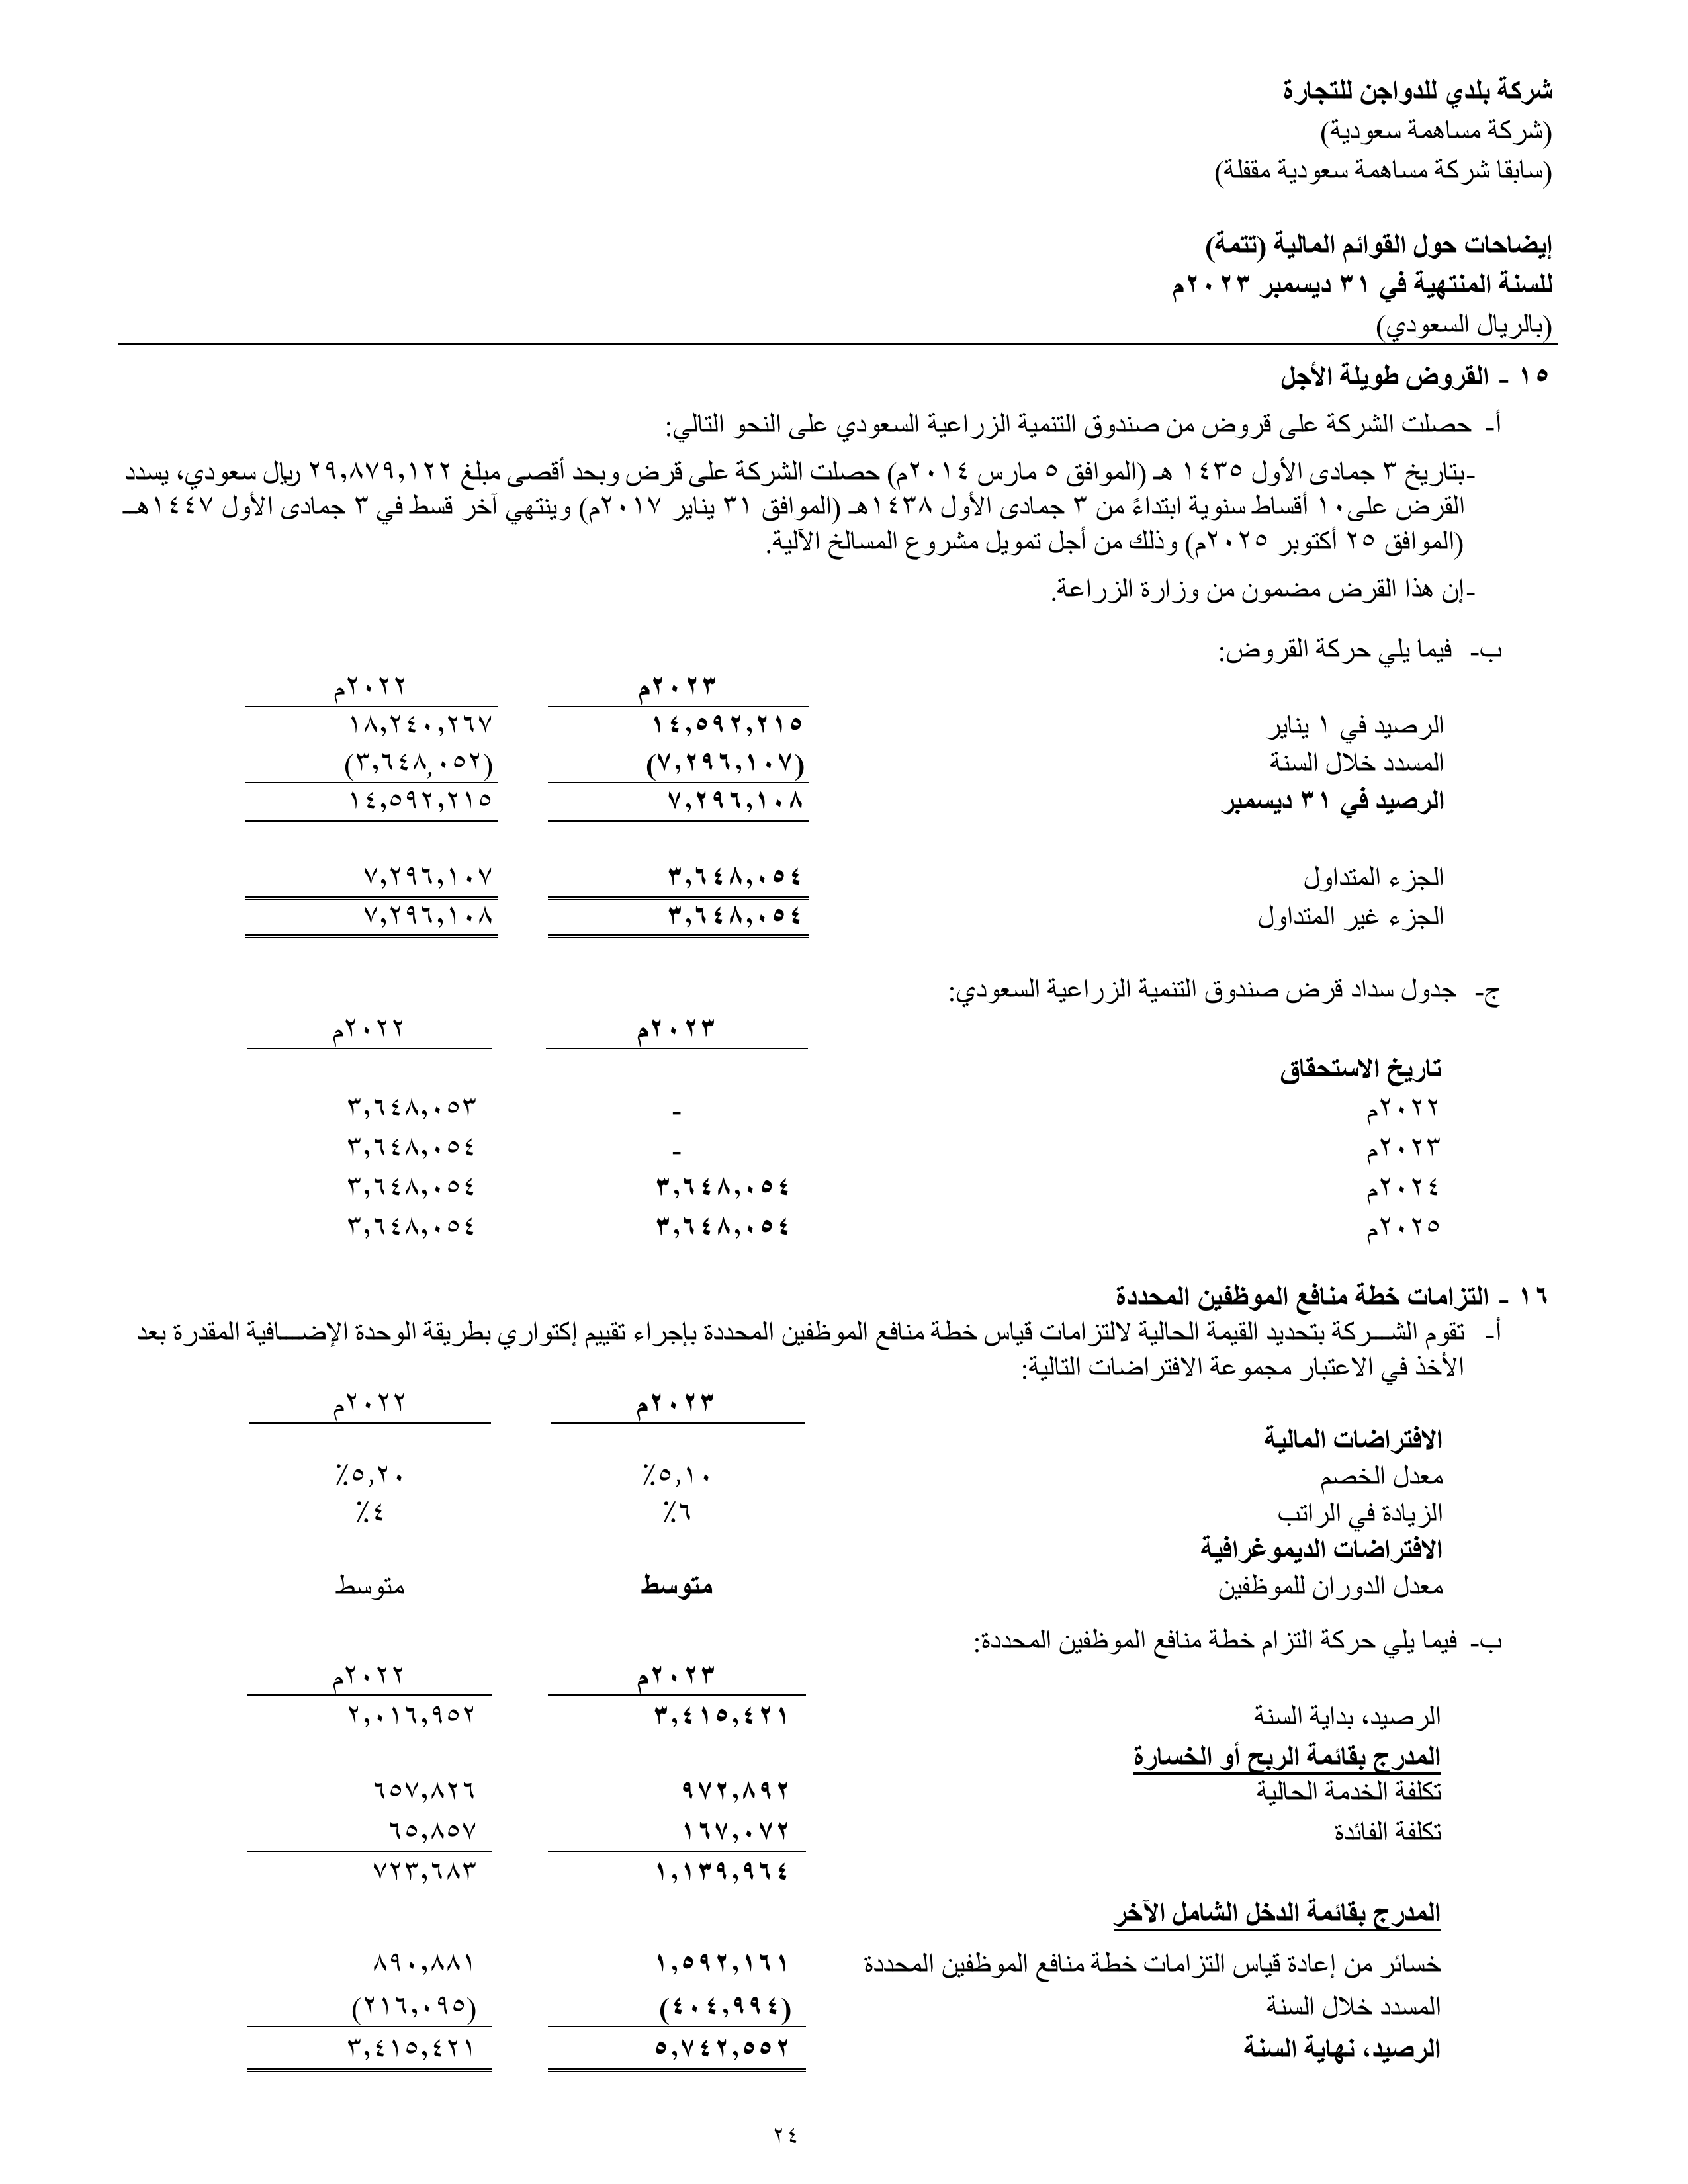 شركة بلدي للدواجن للتجارة
(شركة مساهمة سعودية)
(سابقا شركة مساهمة سعودية مقفلة)
إيضاحات حول القوائم المالية (تتمة)
للسنة المنتهية في ٣١ ديسمبر ٢٠٢٣م
(بالريال السعودي)
١٥ - القروض طويلة الأجل
أ- حصلت الشركة على قروض من صندوق التنمية الزراعية السعودي على النحو التالي:
-بتاريخ ٣ جمادى الأول ١٤٣٥ هـ (الموافق ٥ مارس ٢٠١٤م) حصلت الشركة على قرض وبحد أقصى مبلغ ٢٩,٨٧٩,١٢٢ ريال سعودي، يسدد
القرض على١٠ أقساط سنوية ابتداءً من ٣ جمادى الأول ١٤٣٨هـ (الموافق ٣١ يناير ٢٠١٧م) وينتهي آخر قسط في ٣ جمادى الأول ١٤٤٧هـ
(الموافق ٢٥ أكتوبر ٢٠٢٥م) وذلك من أجل تمويل مشروع المسالخ الآلية.
-إن هذا القرض مضمون من وزارة الزراعة.
ب- فيما يلي حركة القروض:
٢٠٢٣م ٢٠٢٢م
الرصيد في ١ يناير ١٤,٥٩٢,٢١٥ ١٨,٢٤٠,٢٦٧
المسدد خلال السنة (٧,٢٩٦,١٠٧) (٣,٦٤٨,٠٥٢)
الرصيد في ٣١ ديسمبر ٧,٢٩٦,١٠٨ ١٤,٥٩٢,٢١٥
الجزء المتداول ٣,٦٤٨,٠٥٤ ٧,٢٩٦,١٠٧
الجزء غير المتداول ٣,٦٤٨,٠٥٤ ٧,٢٩٦,١٠٨
ج- جدول سداد قرض صندوق التنمية الزراعية السعودي:
٢٠٢٣م ٢٠٢٢م
تاريخ الاستحقاق
٢٠٢٢م - ٣,٦٤٨,٠٥٣
٢٠٢٣م - ٣,٦٤٨,٠٥٤
٢٠٢٤م ٣,٦٤٨,٠٥٤ ٣,٦٤٨,٠٥٤
٢٠٢٥م ٣,٦٤٨,٠٥٤ ٣,٦٤٨,٠٥٤
١٦ - التزامات خطة منافع الموظفين المحددة
أ- تقوم الشـــركة بتحديد القيمة الحالية لالتزامات قياس خطة منافع الموظفين المحددة بإجراء تقييم إكتواري بطريقة الوحدة الإضـــافية المقدرة بعد
الأخذ في الاعتبار مجموعة الافتراضات التالية:
٢٠٢٣م ٢٠٢٢م
الافتراضات المالية
معدل الخصم ٥,١٠٪ ٥,٢٠٪
الزيادة في الراتب ٦٪ ٤٪
الافتراضات الديموغرافية
معدل الدوران للموظفين متوسط متوسط
ب- فيما يلي حركة التزام خطة منافع الموظفين المحددة:
٢٠٢٣م ٢٠٢٢م
الرصيد، بداية السنة ٣,٤١٥,٤٢١ ٢,٠١٦,٩٥٢
المدرج بقائمة الربح أو الخسارة
تكلفة الخدمة الحالية ٩٧٢,٨٩٢ ٦٥٧,٨٢٦
تكلفة الفائدة ١٦٧,٠٧٢ ٦٥,٨٥٧
١,١٣٩,٩٦٤ ٧٢٣,٦٨٣
المدرج بقائمة الدخل الشامل الآخر
خسائر من إعادة قياس التزامات خطة منافع الموظفين المحددة ١,٥٩٢,١٦١ ٨٩٠,٨٨١
المسدد خلال السنة (٤٠٤,٩٩٤) (٢١٦,٠٩٥)
الرصيد، نهاية السنة ٥,٧٤٢,٥٥٢ ٣,٤١٥,٤٢١
٢٤